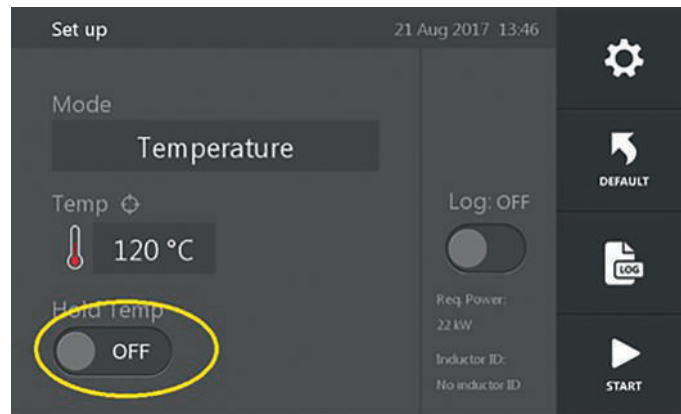 Set up
21 Aug 2017 13:46
Mode
Temperature
Temp
120 °C
Hold Temp
OFF
Log: OFF
Req. Power:
22 kW
Inductor ID:
No inductor ID
DEFAULT
LOG
START